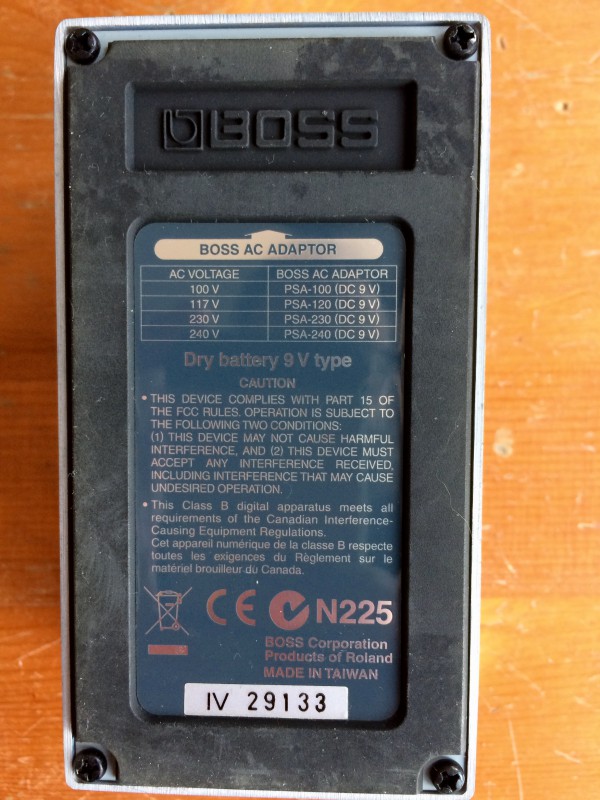 BOSS
BOSS AC ADAPTOR
AC VOLTAGE BOSS AC ADAPTOR
100 V PSA-100 (DC 9 V)
117 V PSA-120 (DC 9 V)
230 V PSA-230 (DC 9 V)
240 V PSA-240 (DC 9 V)
Dry battery 9 V type
CAUTION
• THIS DEVICE COMPLIES WITH PART 15 OF
THE FCC RULES. OPERATION IS SUBJECT TO
THE FOLLOWING TWO CONDITIONS:
(1) THIS DEVICE MAY NOT CAUSE HARMFUL
INTERFERENCE, AND (2) THIS DEVICE MUST
ACCEPT ANY INTERFERENCE RECEIVED,
INCLUDING INTERFERENCE THAT MAY CAUSE
UNDESIRED OPERATION.
• This Class B digital apparatus meets all
requirements of the Canadian Interference-
Causing Equipment Regulations.
Cet appareil numérique de la classe B respecte
toutes les exigences du Règlement sur le
matériel brouilleur du Canada.
CE N225
BOSS Corporation
Products of Roland
MADE IN TAIWAN
IV 29133